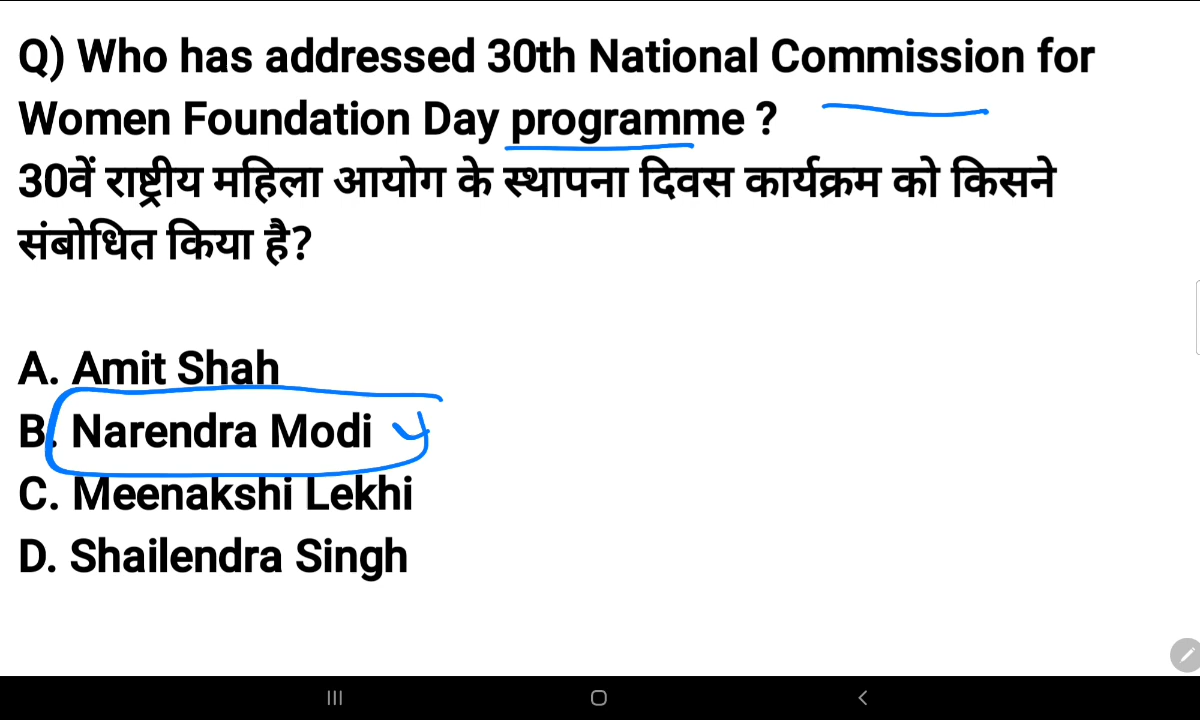 Q) Who has addressed 30th National Commission for
Women Foundation Day programme ?
30वें राष्ट्रीय महिला आयोग के स्थापना दिवस कार्यक्रम को किसने
संबोधित किया है?
A. Amit Shah
B. Narendra Modi
C. Meenakshi Lekhi
D. Shailendra Singh